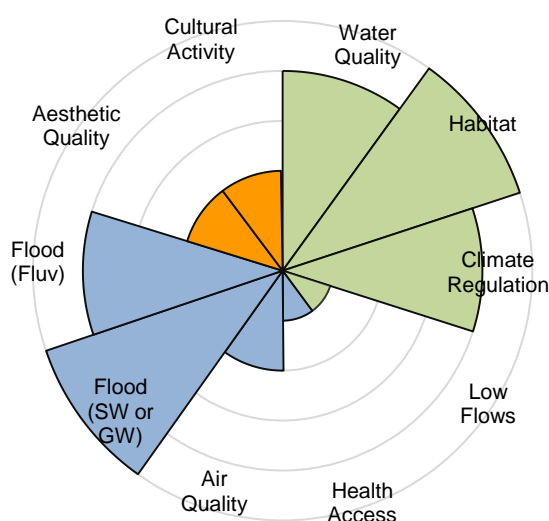 Cultural
Activity
Water
Quality
Aesthetic
Quality
Habitat
Flood
(Fluv)
Climate
Regulation
Flood
(SW or
GW)
Low
Flows
Air
Quality
Health
Access